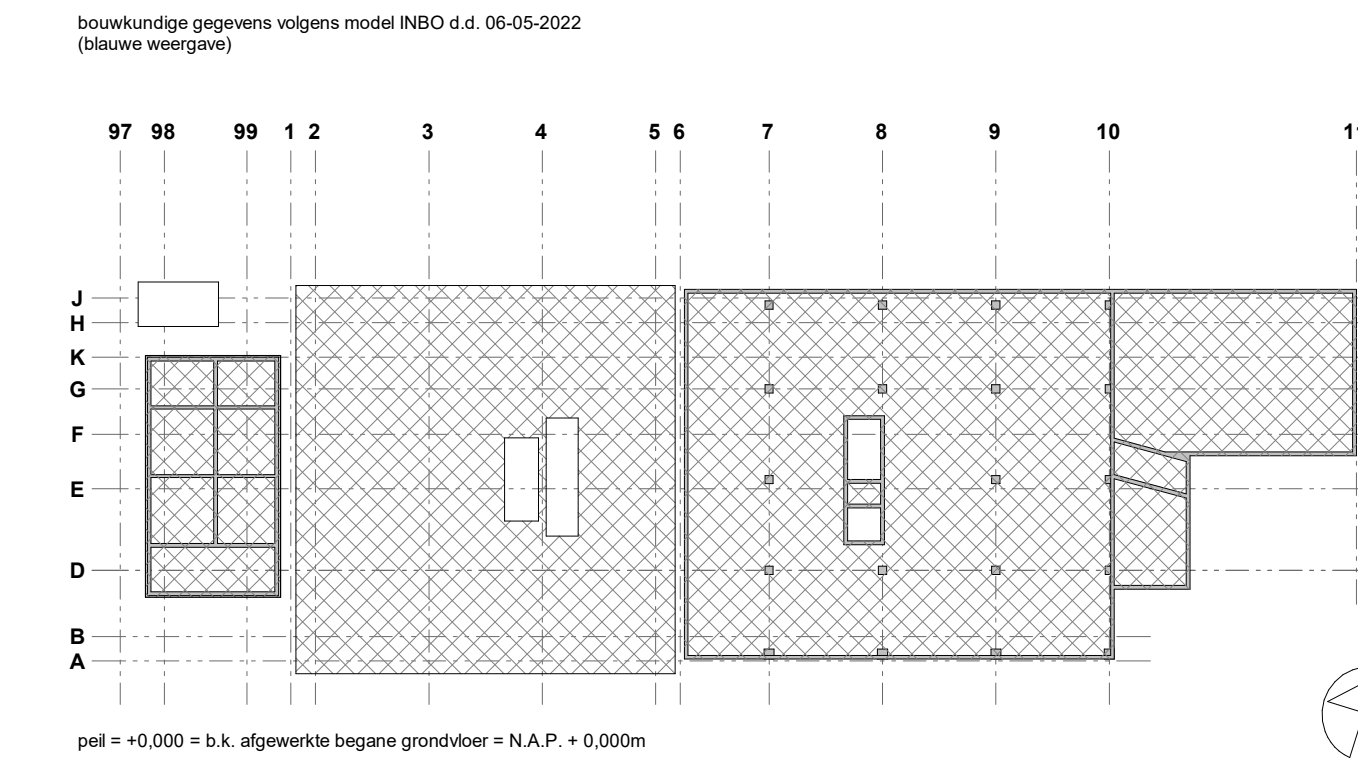 bouwkundige gegevens volgens model INBO d.d. 06-05-2022
(blauwe weergave)
97 98 99 1 2 3 4 5 6 7 8 9 10
J
H
K
G
F
E
D
B
A
peil = +0,000 = b.k. afgewerkte begane grondvloer = N.A.P. + 0,000m